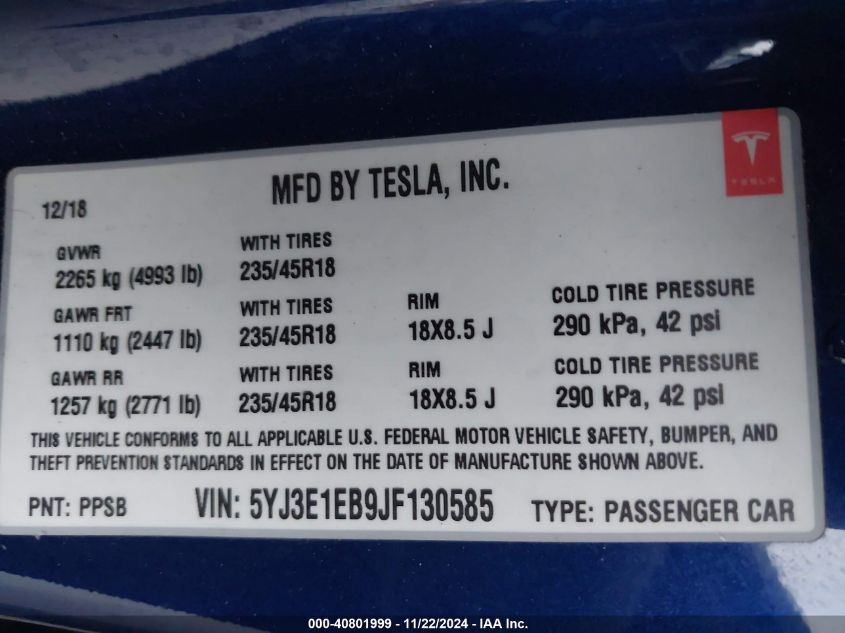 MFD BY TESLA, INC.
TESLA
12/18
GVWR WITH TIRES
2265 kg (4993 lb) 235/45R18
GAWR FRT WITH TIRES RIM COLD TIRE PRESSURE
1110 kg (2447 lb) 235/45R18 18X8.5 J 290 kPa, 42 psi
GAWR RR WITH TIRES RIM COLD TIRE PRESSURE
1257 kg (2771 lb) 235/45R18 18X8.5 J 290 kPa, 42 psi
THIS VEHICLE CONFORMS TO ALL APPLICABLE U.S. FEDERAL MOTOR VEHICLE SAFETY, BUMPER, AND
THEFT PREVENTION STANDARDS IN EFFECT ON THE DATE OF MANUFACTURE SHOWN ABOVE.
PNT: PPSB VIN: 5YJ3E1EB9JF130585 TYPE: PASSENGER CAR
000-40801999 - 11/22/2024 - IAA Inc.